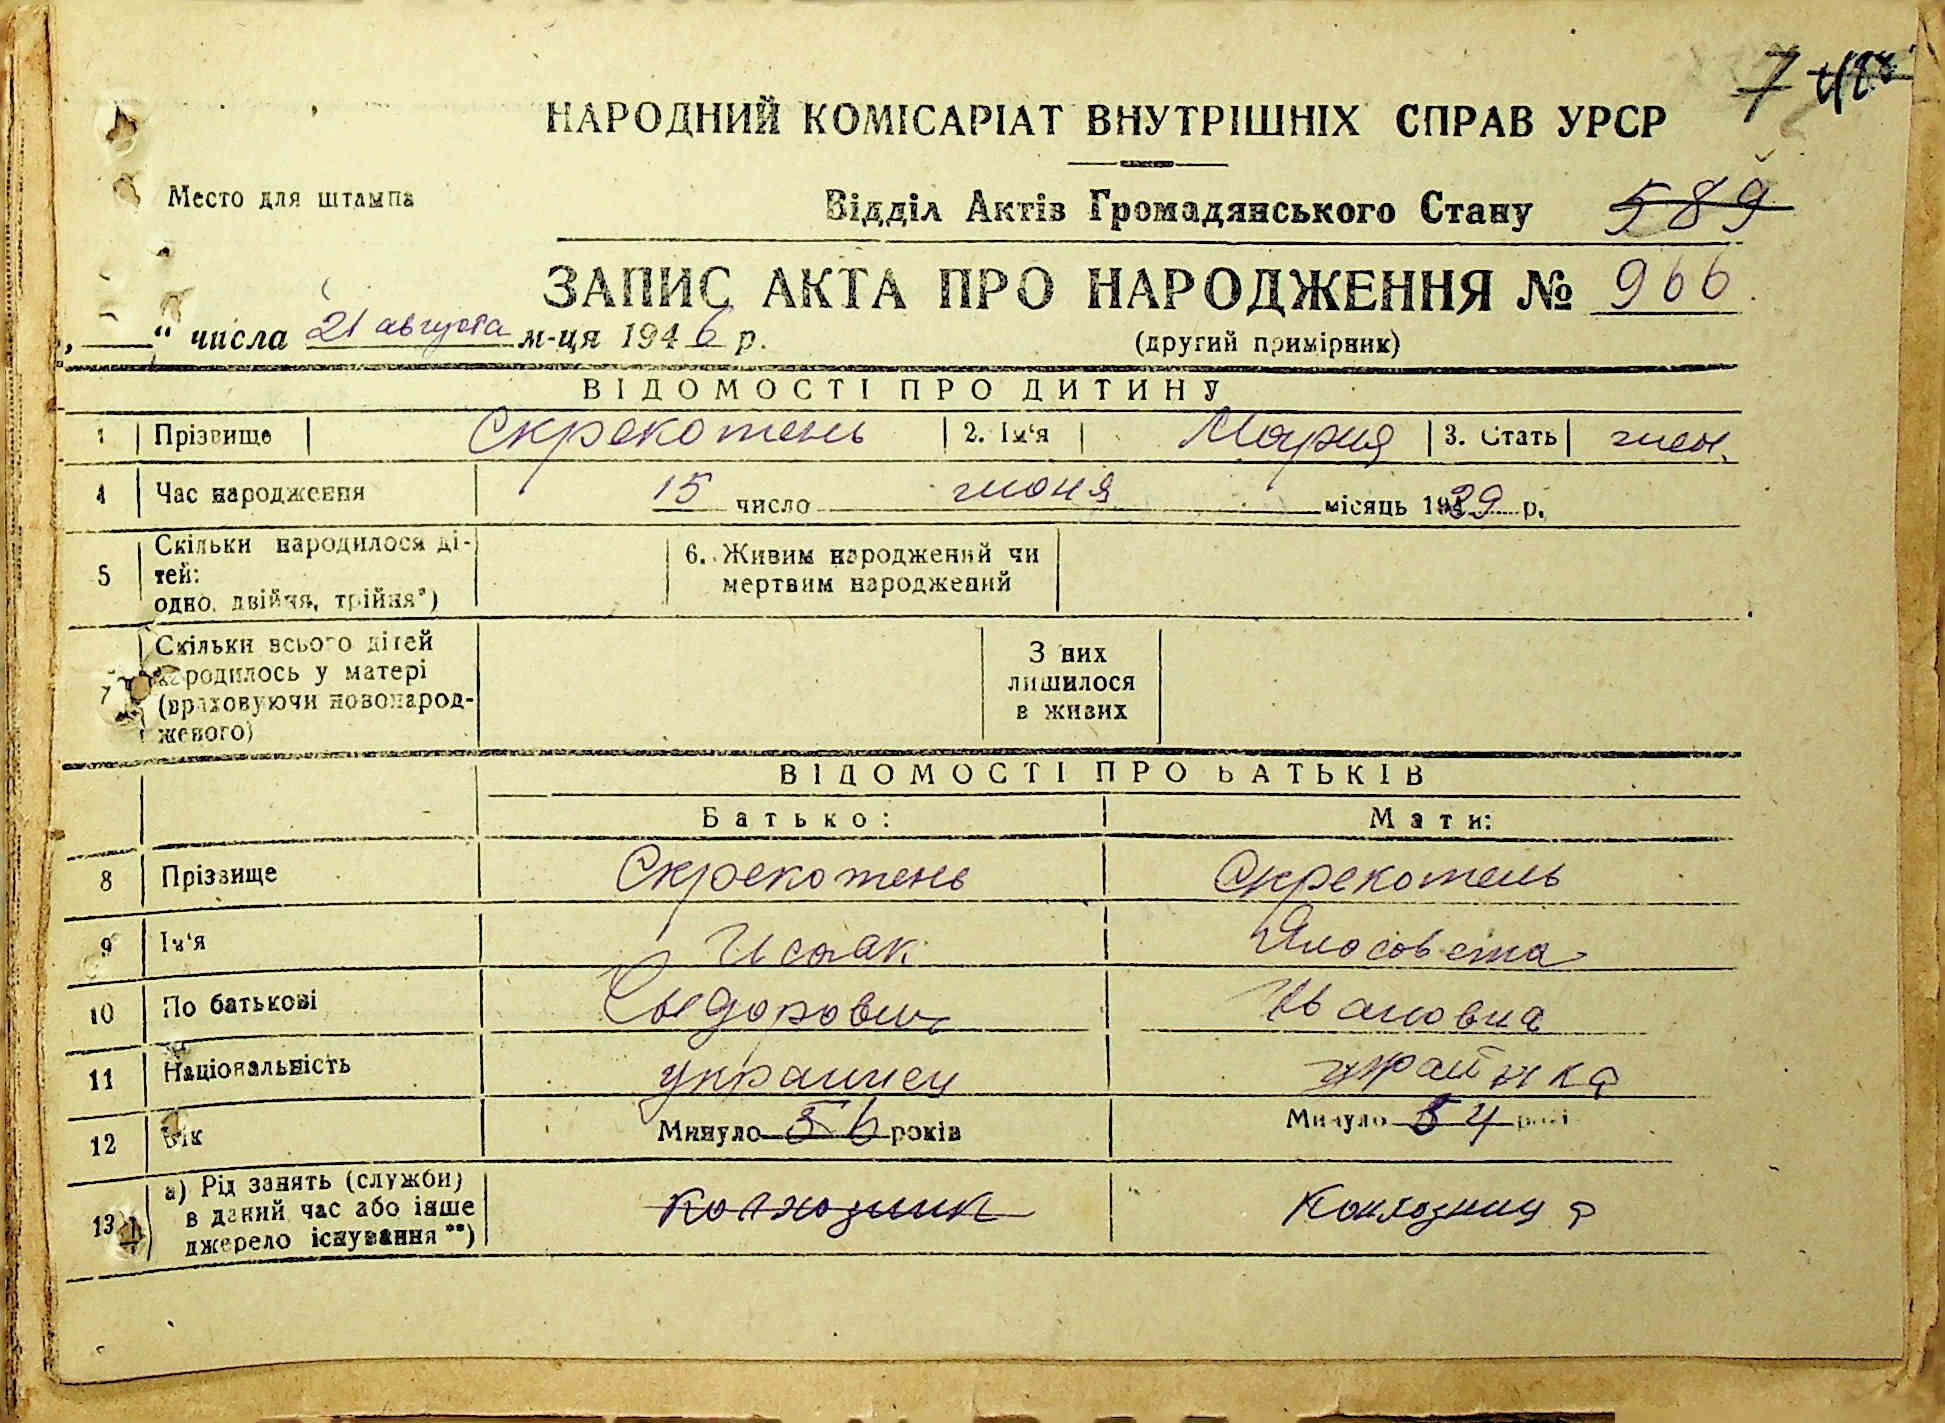 7
НАРОДНИЙ КОМІСАРІАТ ВНУТРІШНІХ СПРАВ УРСР
Место для штампа
Відділ Актів Громадянського Стану 589
ЗАПИС АКТА ПРО НАРОДЖЕННЯ № 966
„ “ числа 21 августа м-ця 1946 р. (другий примірник)
ВІДОМОСТІ ПРО ДИТИНУ
1 Прізвище Скрекотень 2. Ім‘я Мария 3. Стать жен.
4 Час народження 15 число июня місяць 1939 р.
5 Скільки народилося дітей: одно, двійня, трійня*) 6. Живим народжений чи мертвим народжений
7 Скільки всього дітей народилось у матері (враховуючи новонародженого) З них лишилося в живих
ВІДОМОСТІ ПРО БАТЬКІВ
Батько: Мати:
8 Прізвище Скрекотень Скрекотень
9 Ім‘я Исаак Ялосовета
10 По батькові Сыдорович Ивановна
11 Національність украинец украинка
12 Вік Минуло 56 років Минуло 54 років
13 а) Рід занять (служби) в даний час або інше джерело існування **) колхозник Колхозница